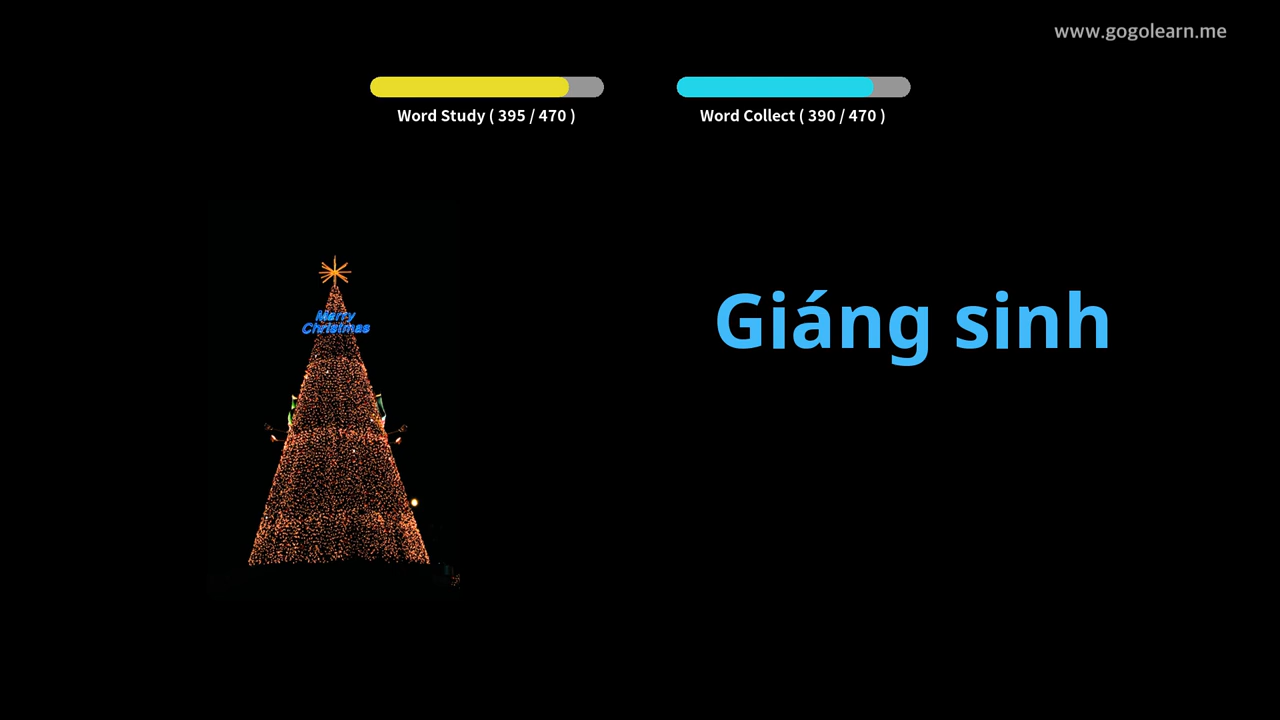 www.gogolearn.me
Word Study ( 395 / 470 )
Word Collect ( 390 / 470 )
Merry
Christmas
Giáng sinh